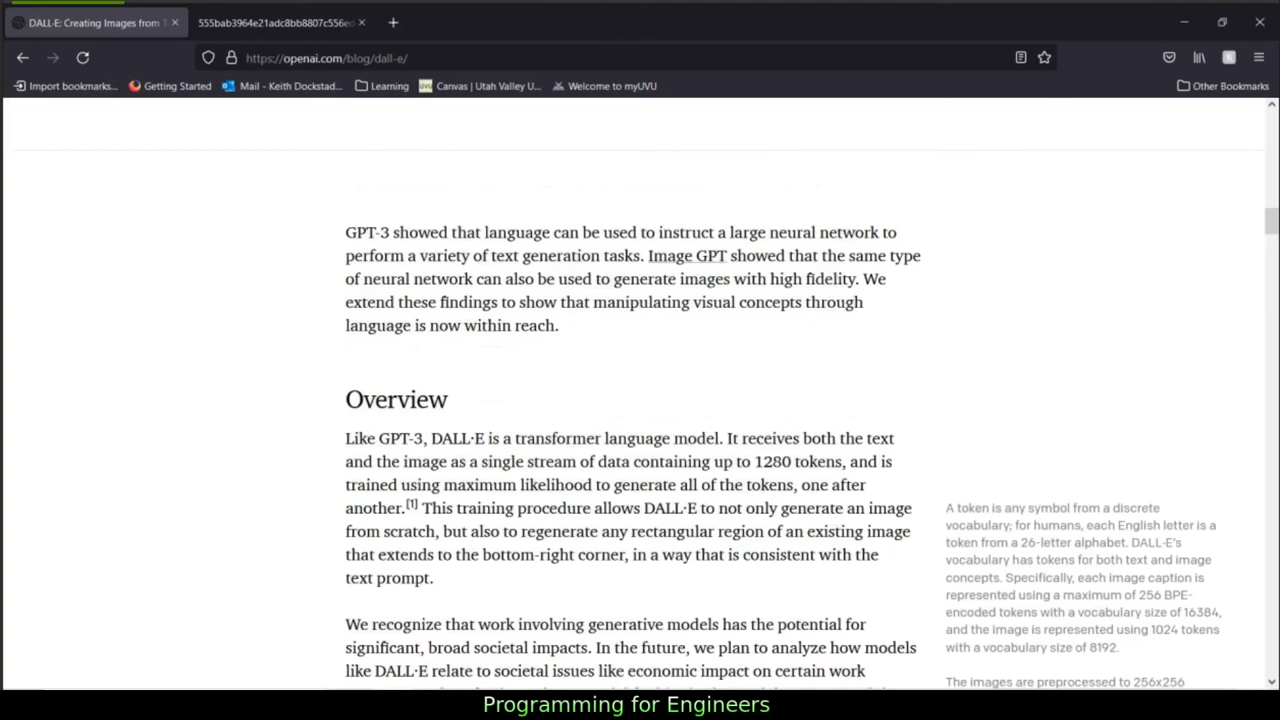 DALL·E: Creating Images from T
555bab3964e21adc8bb8807c556ed
https://openai.com/blog/dall-e/
Import bookmarks...
Getting Started
Mail - Keith Dockstad...
Learning
Canvas | Utah Valley U...
Welcome to myUVU
Other Bookmarks
GPT-3 showed that language can be used to instruct a large neural network to
perform a variety of text generation tasks. Image GPT showed that the same type
of neural network can also be used to generate images with high fidelity. We
extend these findings to show that manipulating visual concepts through
language is now within reach.
Overview
Like GPT-3, DALL·E is a transformer language model. It receives both the text
and the image as a single stream of data containing up to 1280 tokens, and is
trained using maximum likelihood to generate all of the tokens, one after
another.[1] This training procedure allows DALL·E to not only generate an image
from scratch, but also to regenerate any rectangular region of an existing image
that extends to the bottom-right corner, in a way that is consistent with the
text prompt.
We recognize that work involving generative models has the potential for
significant, broad societal impacts. In the future, we plan to analyze how models
like DALL·E relate to societal issues like economic impact on certain work
A token is any symbol from a discrete
vocabulary; for humans, each English letter is a
token from a 26-letter alphabet. DALL·E's
vocabulary has tokens for both text and image
concepts. Specifically, each image caption is
represented using a maximum of 256 BPE-
encoded tokens with a vocabulary size of 16384,
and the image is represented using 1024 tokens
with a vocabulary size of 8192.
The images are preprocessed to 256x256
Programming for Engineers